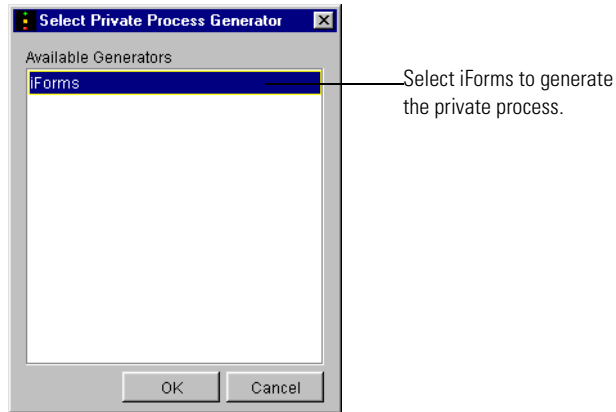 Select Private Process Generator
Available Generators
iForms
Select iForms to generate
the private process.
OK
Cancel